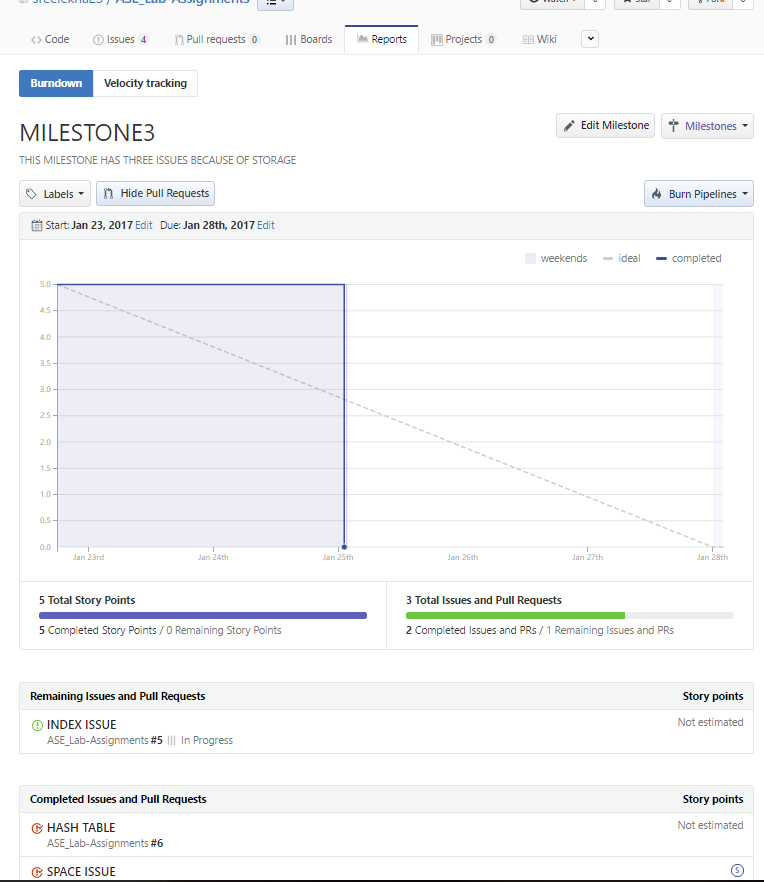 ASE_Lab-Assignments
Code Issues 4 Pull requests 0 Boards Reports Projects 0 Wiki
Burndown Velocity tracking
MILESTONE3
Edit Milestone Milestones
THIS MILESTONE HAS THREE ISSUES BECAUSE OF STORAGE
Labels Hide Pull Requests Burn Pipelines
Start: Jan 23, 2017 Edit Due: Jan 28th, 2017 Edit
weekends ideal completed
5.0
4.5
4.0
3.5
3.0
2.5
2.0
1.5
1.0
0.5
0.0
Jan 23rd Jan 24th Jan 25th Jan 26th Jan 27th Jan 28th
5 Total Story Points
5 Completed Story Points / 0 Remaining Story Points
3 Total Issues and Pull Requests
2 Completed Issues and PRs / 1 Remaining Issues and PRs
Remaining Issues and Pull Requests Story points
INDEX ISSUE Not estimated
ASE_Lab-Assignments #5 In Progress
Completed Issues and Pull Requests Story points
HASH TABLE Not estimated
ASE_Lab-Assignments #6
SPACE ISSUE 5